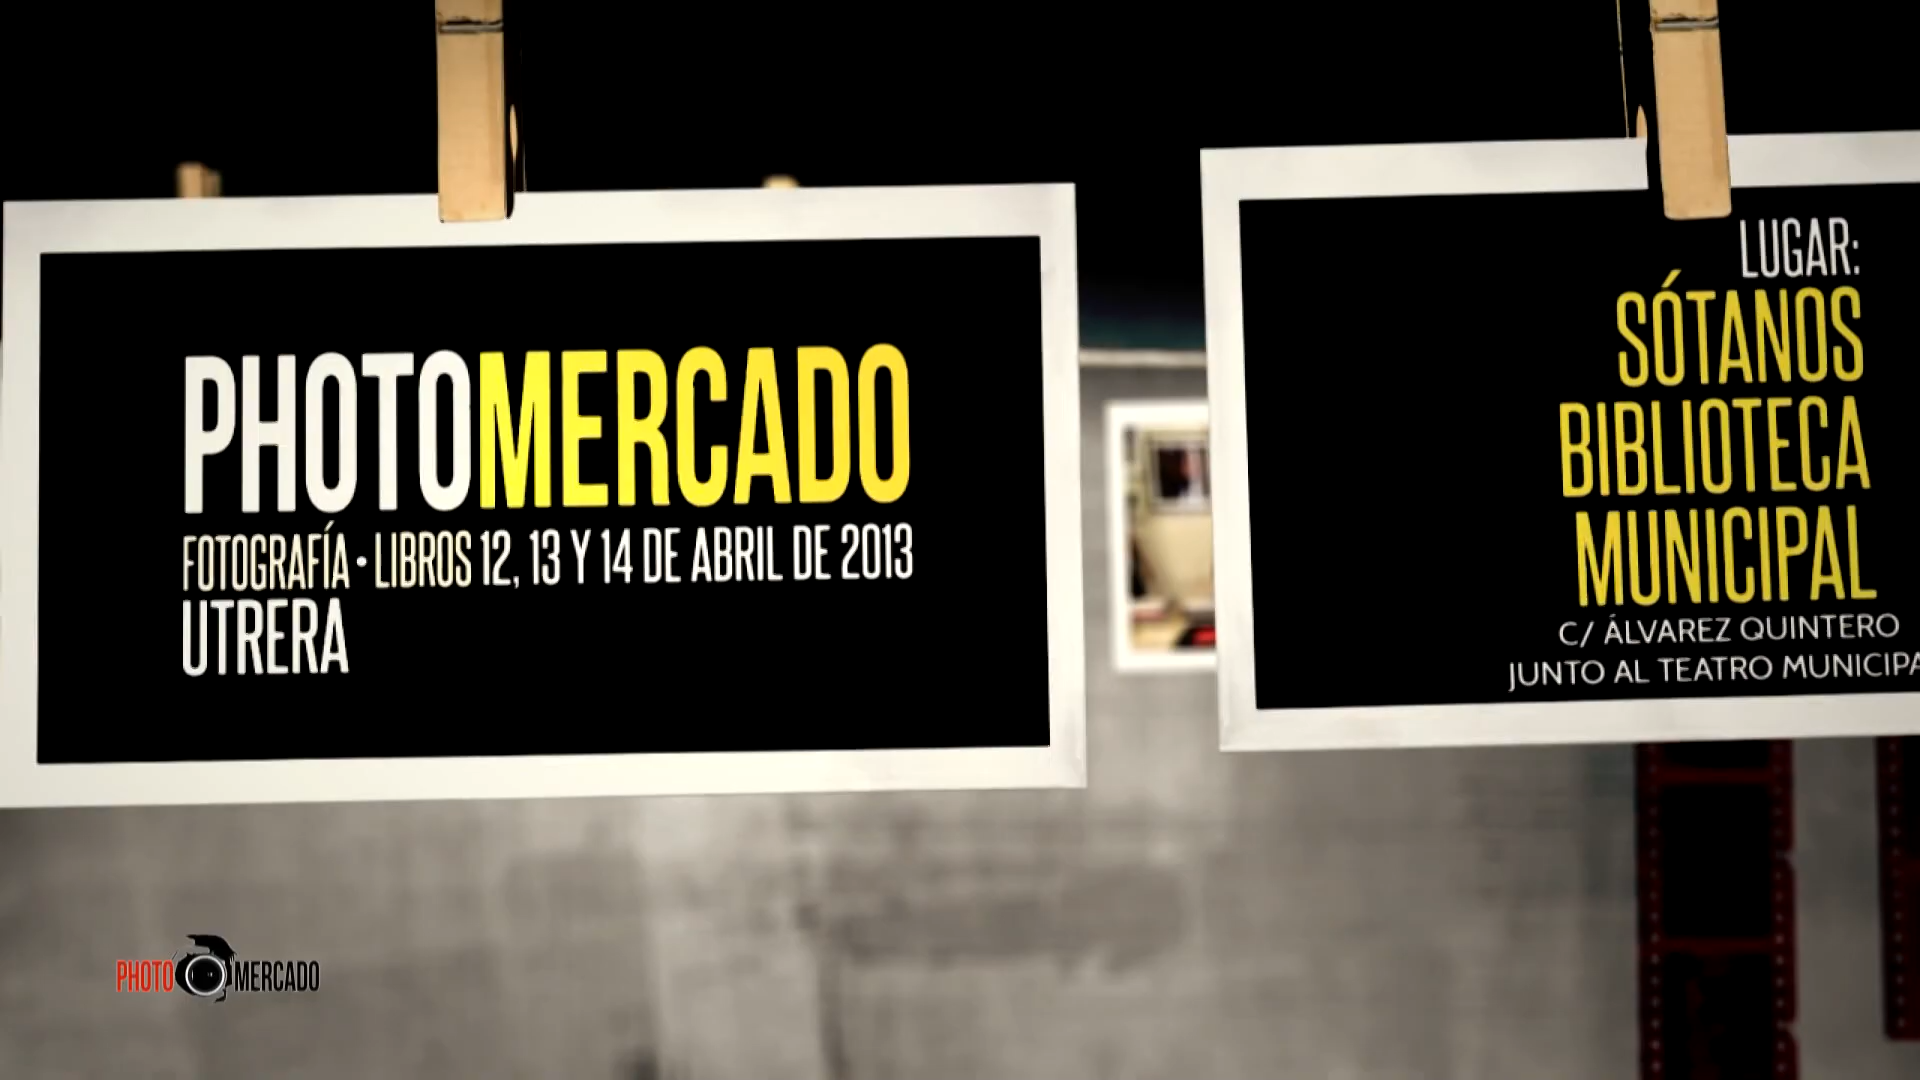 PHOTOMERCADO
FOTOGRAFÍA • LIBROS 12, 13 Y 14 DE ABRIL DE 2013
UTRERA
LUGAR:
SÓTANOS
BIBLIOTECA
MUNICIPAL
C/ ÁLVAREZ QUINTERO
JUNTO AL TEATRO MUNICIPA
PHOTO MERCADO